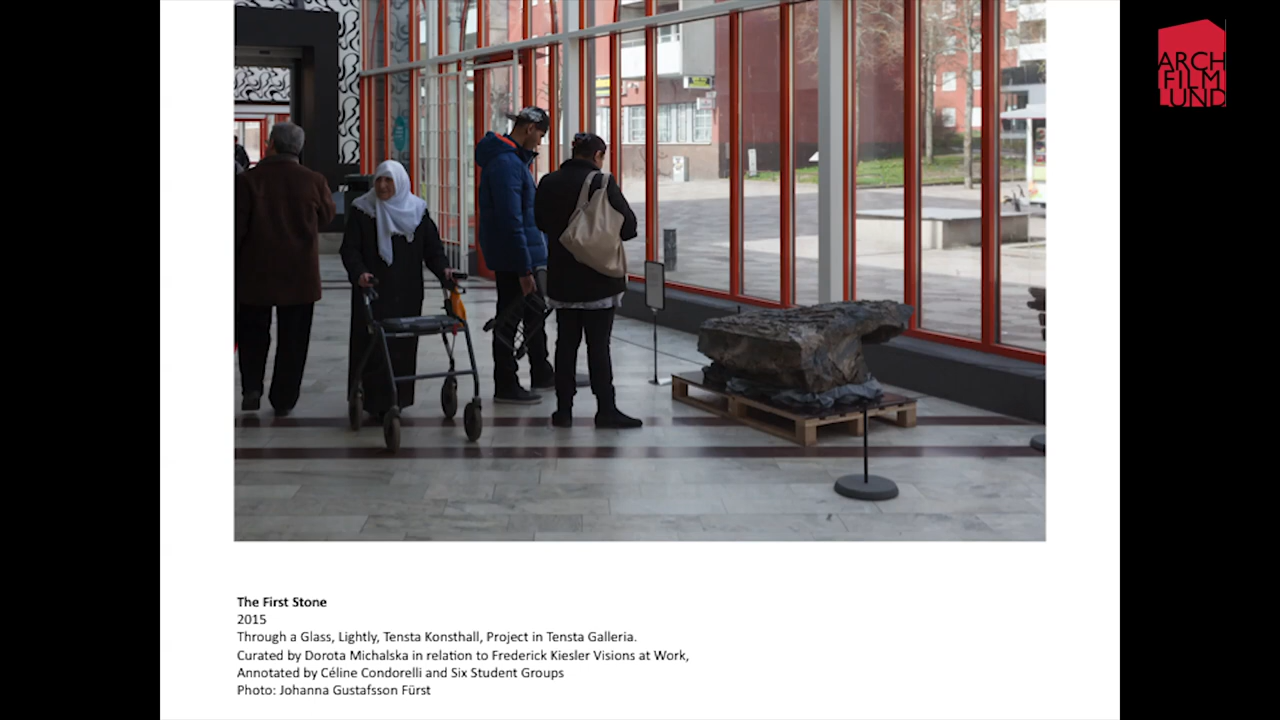 ARCH
FILM
LUND
The First Stone
2015
Through a Glass, Lightly, Tensta Konsthall, Project in Tensta Galleria.
Curated by Dorota Michalska in relation to Frederick Kiesler Visions at Work,
Annotated by Céline Condorelli and Six Student Groups
Photo: Johanna Gustafsson Fürst